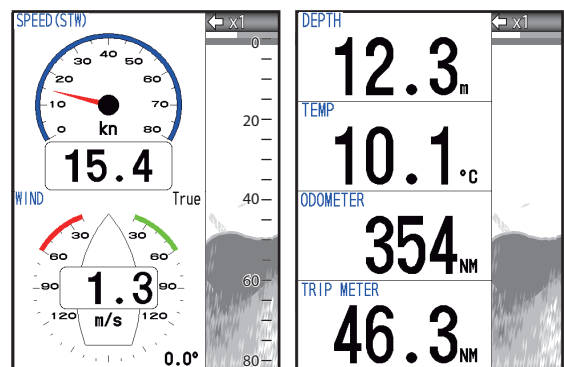 SPEED(STW)
x1
0
10
20
30
40
50
60
70
80
kn
15.4
WIND
True
30
30
60
60
90
90
120
120
1.3
m/s
0.0°
0
20
40
60
80
DEPTH
x1
12.3m
TEMP
10.1°C
ODOMETER
354NM
TRIP METER
46.3NM